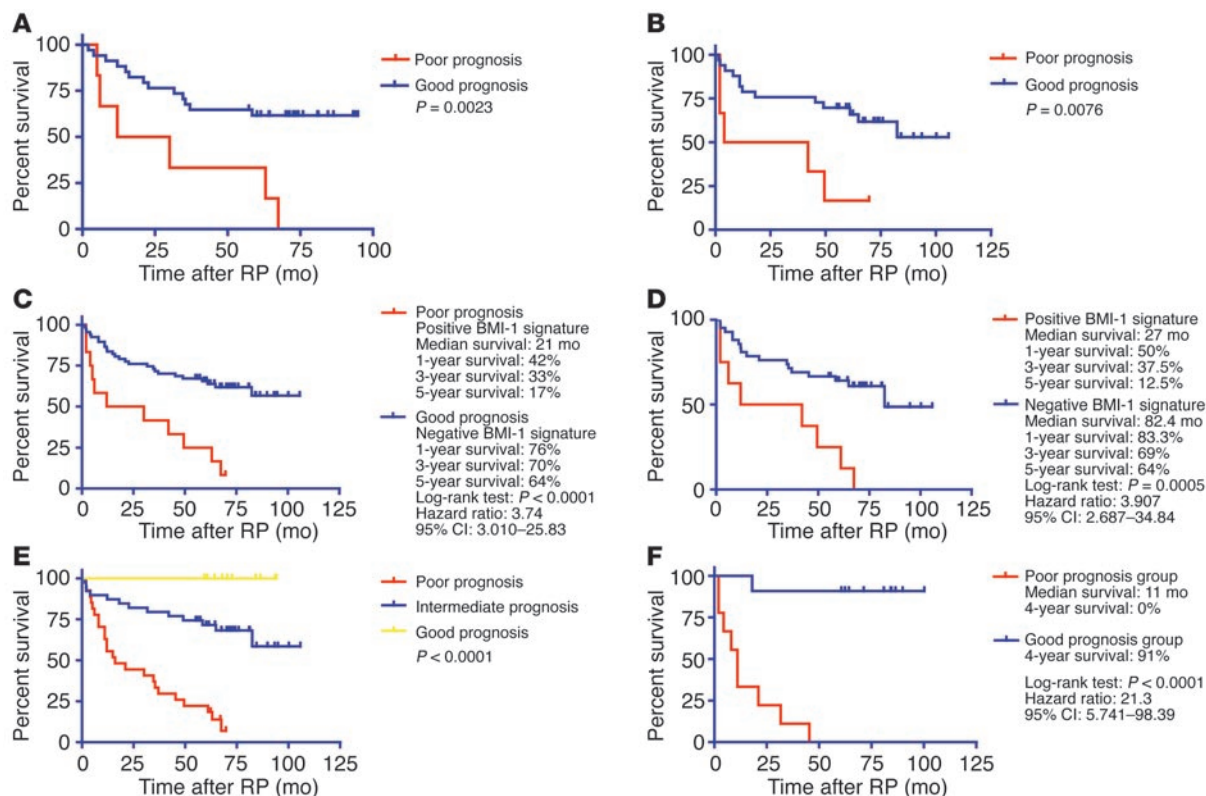 A
Percent survival
100
75
50
25
0
0 25 50 75 100
Time after RP (mo)
Poor prognosis
Good prognosis
P = 0.0023
B
Percent survival
100
75
50
25
0
0 25 50 75 100 125
Time after RP (mo)
Poor prognosis
Good prognosis
P = 0.0076
C
Percent survival
100
75
50
25
0
0 25 50 75 100 125
Time after RP (mo)
Poor prognosis
Positive BMI-1 signature
Median survival: 21 mo
1-year survival: 42%
3-year survival: 33%
5-year survival: 17%
Good prognosis
Negative BMI-1 signature
1-year survival: 76%
3-year survival: 70%
5-year survival: 64%
Log-rank test: P < 0.0001
Hazard ratio: 3.74
95% CI: 3.010–25.83
D
Percent survival
100
75
50
25
0
0 25 50 75 100 125
Time after RP (mo)
Positive BMI-1 signature
Median survival: 27 mo
1-year survival: 50%
3-year survival: 37.5%
5-year survival: 12.5%
Negative BMI-1 signature
Median survival: 82.4 mo
1-year survival: 83.3%
3-year survival: 69%
5-year survival: 64%
Log-rank test: P = 0.0005
Hazard ratio: 3.907
95% CI: 2.687–34.84
E
Percent survival
100
75
50
25
0
0 25 50 75 100 125
Time after RP (mo)
Poor prognosis
Intermediate prognosis
Good prognosis
P < 0.0001
F
Percent survival
100
75
50
25
0
0 25 50 75 100 125
Time after RP (mo)
Poor prognosis group
Median survival: 11 mo
4-year survival: 0%
Good prognosis group
4-year survival: 91%
Log-rank test: P < 0.0001
Hazard ratio: 21.3
95% CI: 5.741–98.39